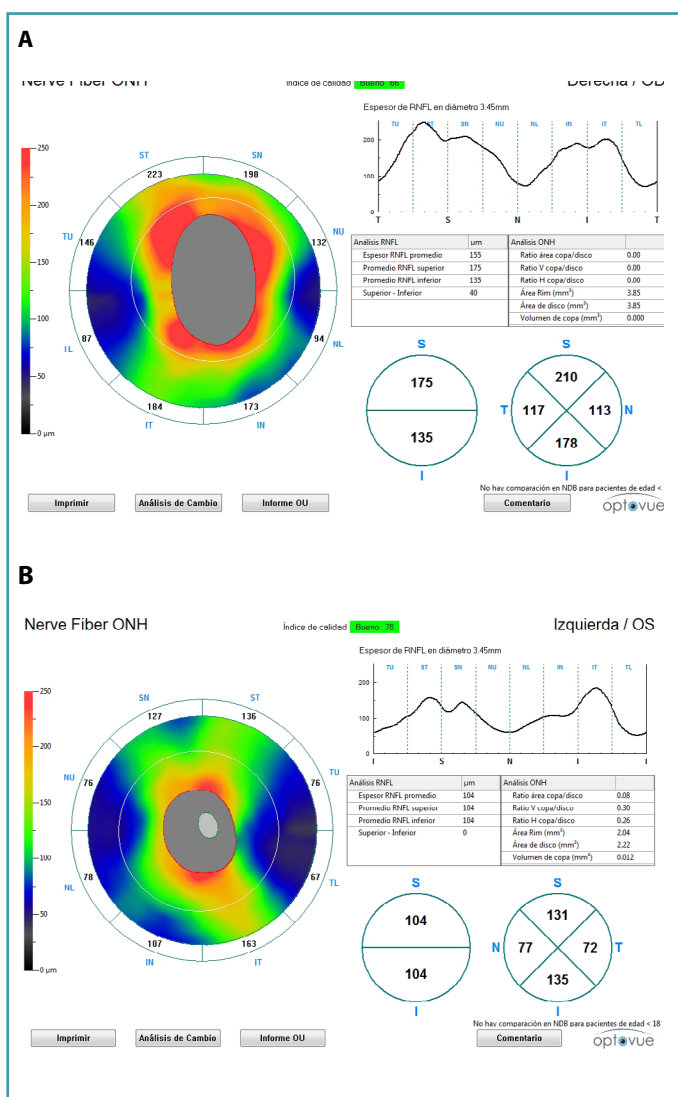 A
Nerve Fiber ONH
Índice de calidad Bueno 66
Derecha / OD
Espesor de RNFL en diámetro 3.45mm
TU ST SN NU NL IN IT TL
200
100
0
T S N I T
250
200
150
100
50
0 µm
ST SN
223 198
TU NU
146 132
IL NL
87 94
184 173
IT IN
Análisis RNFL µm
Espesor RNFL promedio 155
Promedio RNFL superior 175
Promedio RNFL inferior 135
Superior - Inferior 40
Análisis ONH
Ratio área copa/disco 0.00
Ratio V copa/disco 0.00
Ratio H copa/disco 0.00
Área Rim (mm²) 3.85
Área de disco (mm²) 3.85
Volumen de copa (mm³) 0.000
S
175
135
I
S
210
T 117 113 N
178
I
No hay comparación en NDB para pacientes de edad <
Imprimir Análisis de Cambio Informe OU Comentario
optovue
B
Nerve Fiber ONH
Índice de calidad Bueno 78
Izquierda / OS
Espesor de RNFL en diámetro 3.45mm
TU ST SN NU NL IN IT TL
200
100
0
I S N I I
250
200
150
100
50
0 µm
SN ST
127 136
NU TU
76 76
NL TL
78 67
107 163
IN IT
Análisis RNFL µm
Espesor RNFL promedio 104
Promedio RNFL superior 104
Promedio RNFL inferior 104
Superior - Inferior 0
Análisis ONH
Ratio área copa/disco 0.08
Ratio V copa/disco 0.30
Ratio H copa/disco 0.26
Área Rim (mm²) 2.04
Área de disco (mm²) 2.22
Volumen de copa (mm³) 0.012
S
104
104
I
S
131
N 77 72 T
135
I
No hay comparación en NDB para pacientes de edad < 18
Imprimir Análisis de Cambio Informe OU Comentario
optovue